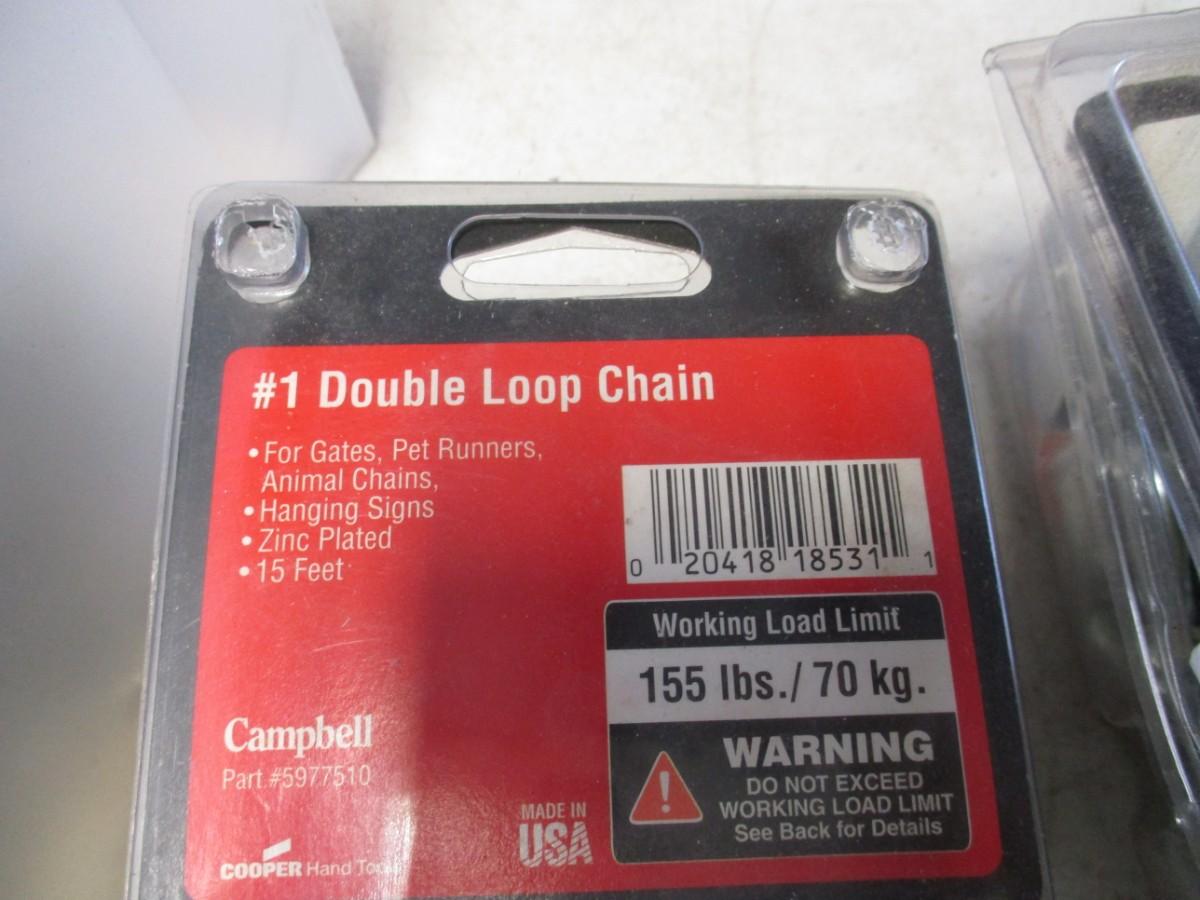 #1 Double Loop Chain
• For Gates, Pet Runners,
Animal Chains,
• Hanging Signs
• Zinc Plated
• 15 Feet
0 20418 18531 1
Working Load Limit
155 lbs./ 70 kg.
WARNING
DO NOT EXCEED
WORKING LOAD LIMIT
See Back for Details
Campbell
Part #5977510
MADE IN
USA
COOPER Hand Tools